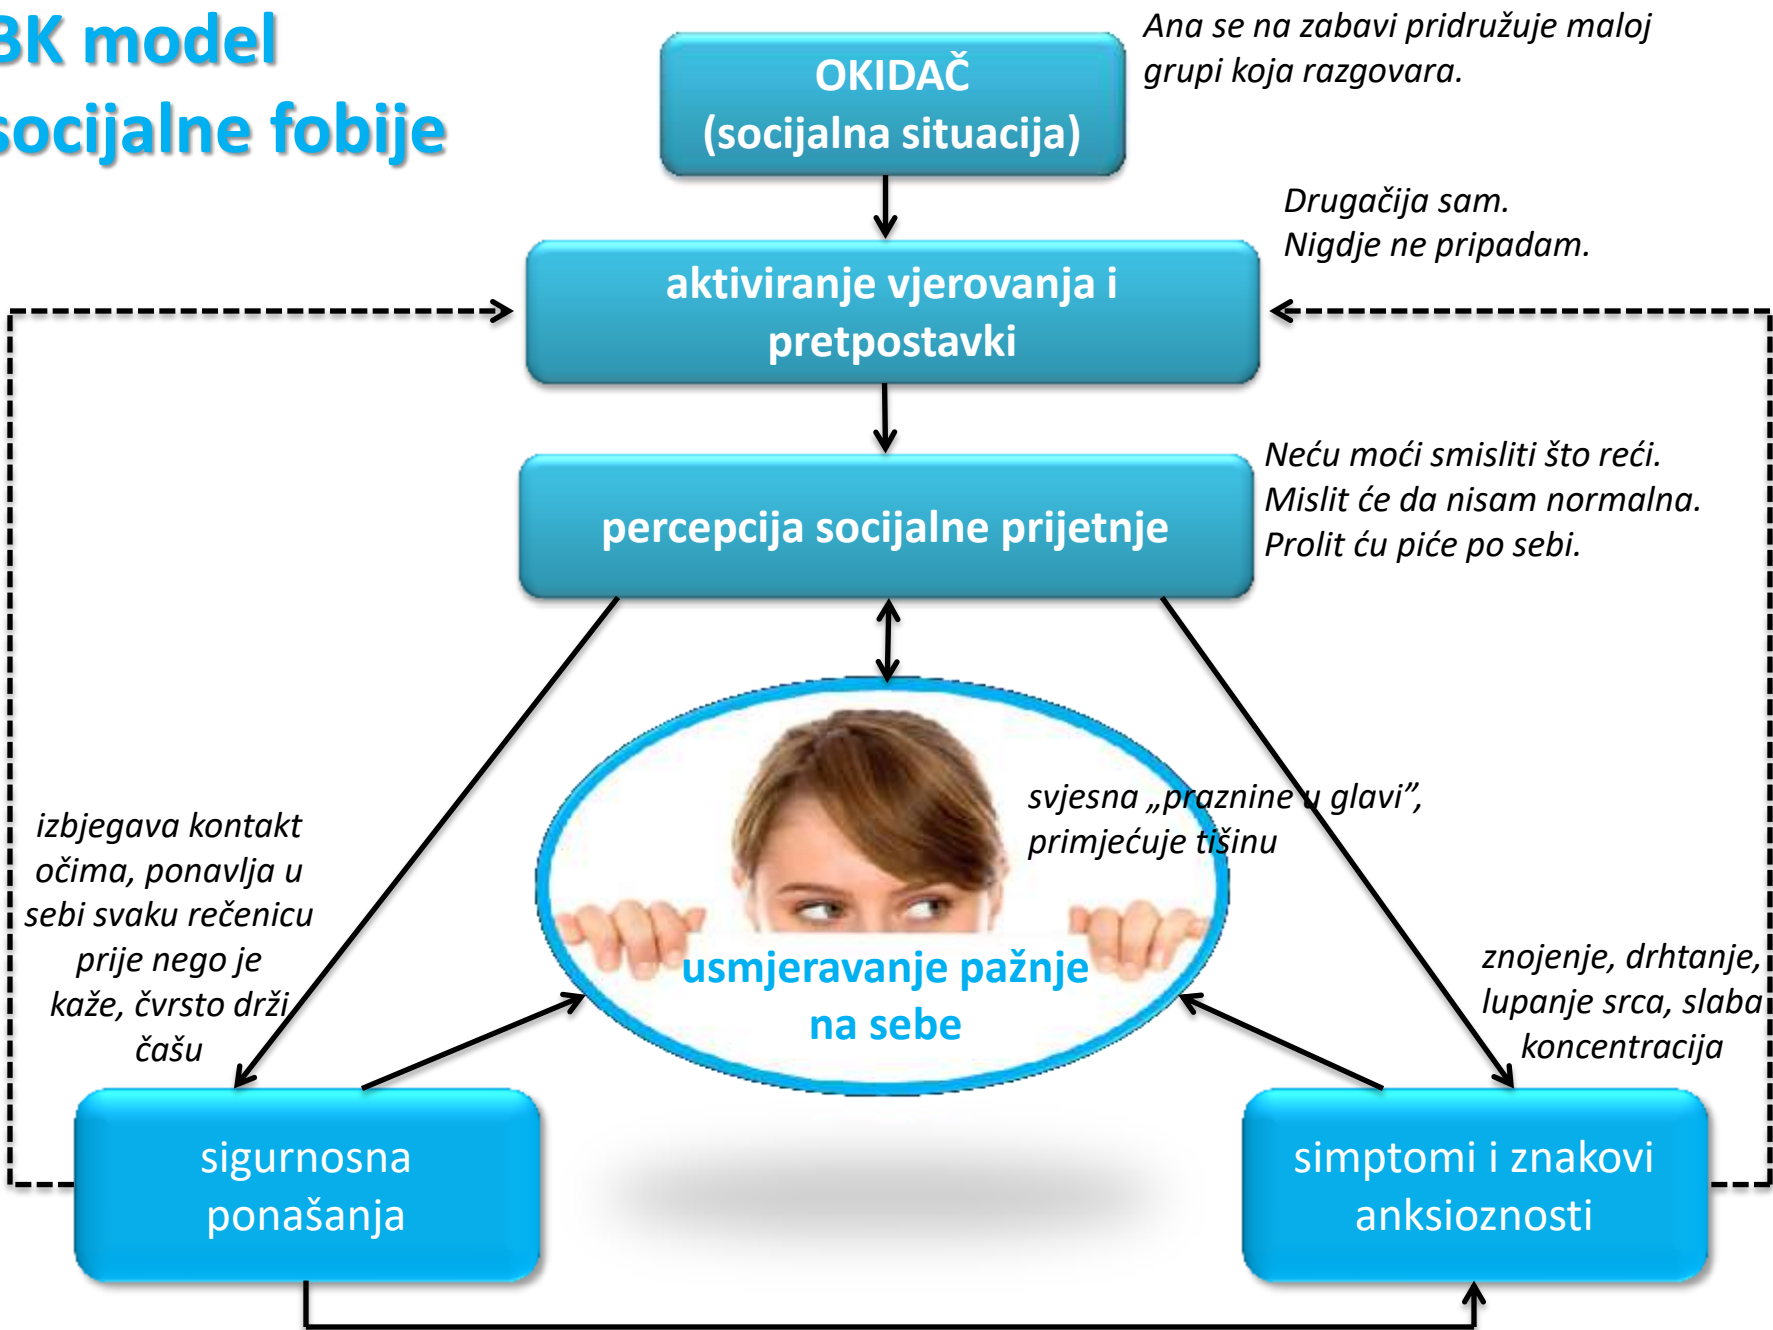 BK model
socijalne fobije
OKIDAČ
(socijalna situacija)
Ana se na zabavi pridružuje maloj
grupi koja razgovara.
Drugačija sam.
Nigdje ne pripadam.
aktiviranje vjerovanja i
pretpostavki
Neću moći smisliti što reći.
Mislit će da nisam normalna.
Prolit ću piće po sebi.
percepcija socijalne prijetnje
svjesna „praznine u glavi”,
primjećuje tišinu
izbjegava kontakt
očima, ponavlja u
sebi svaku rečenicu
prije nego je
kaže, čvrsto drži
čašu
usmjeravanje pažnje
na sebe
znojenje, drhtanje,
lupanje srca, slaba
koncentracija
sigurnosna
ponašanja
simptomi i znakovi
anksioznosti